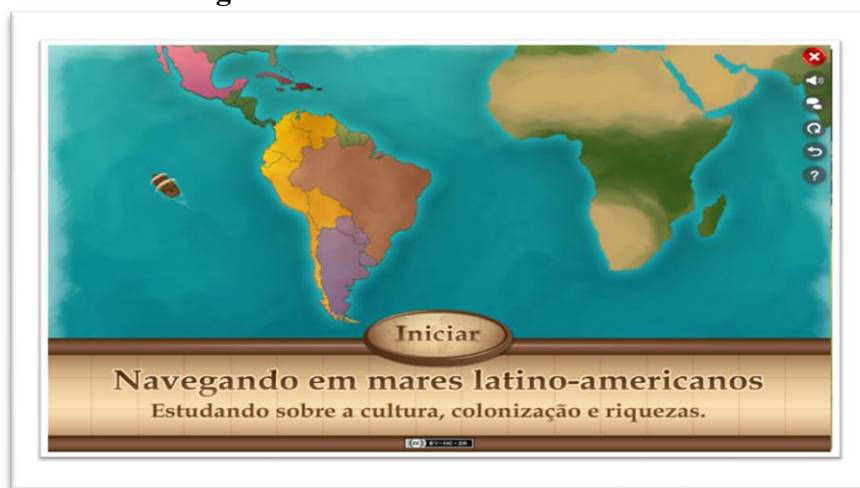 Iniciar
Navegando em mares latino-americanos
Estudando sobre a cultura, colonização e riquezas.